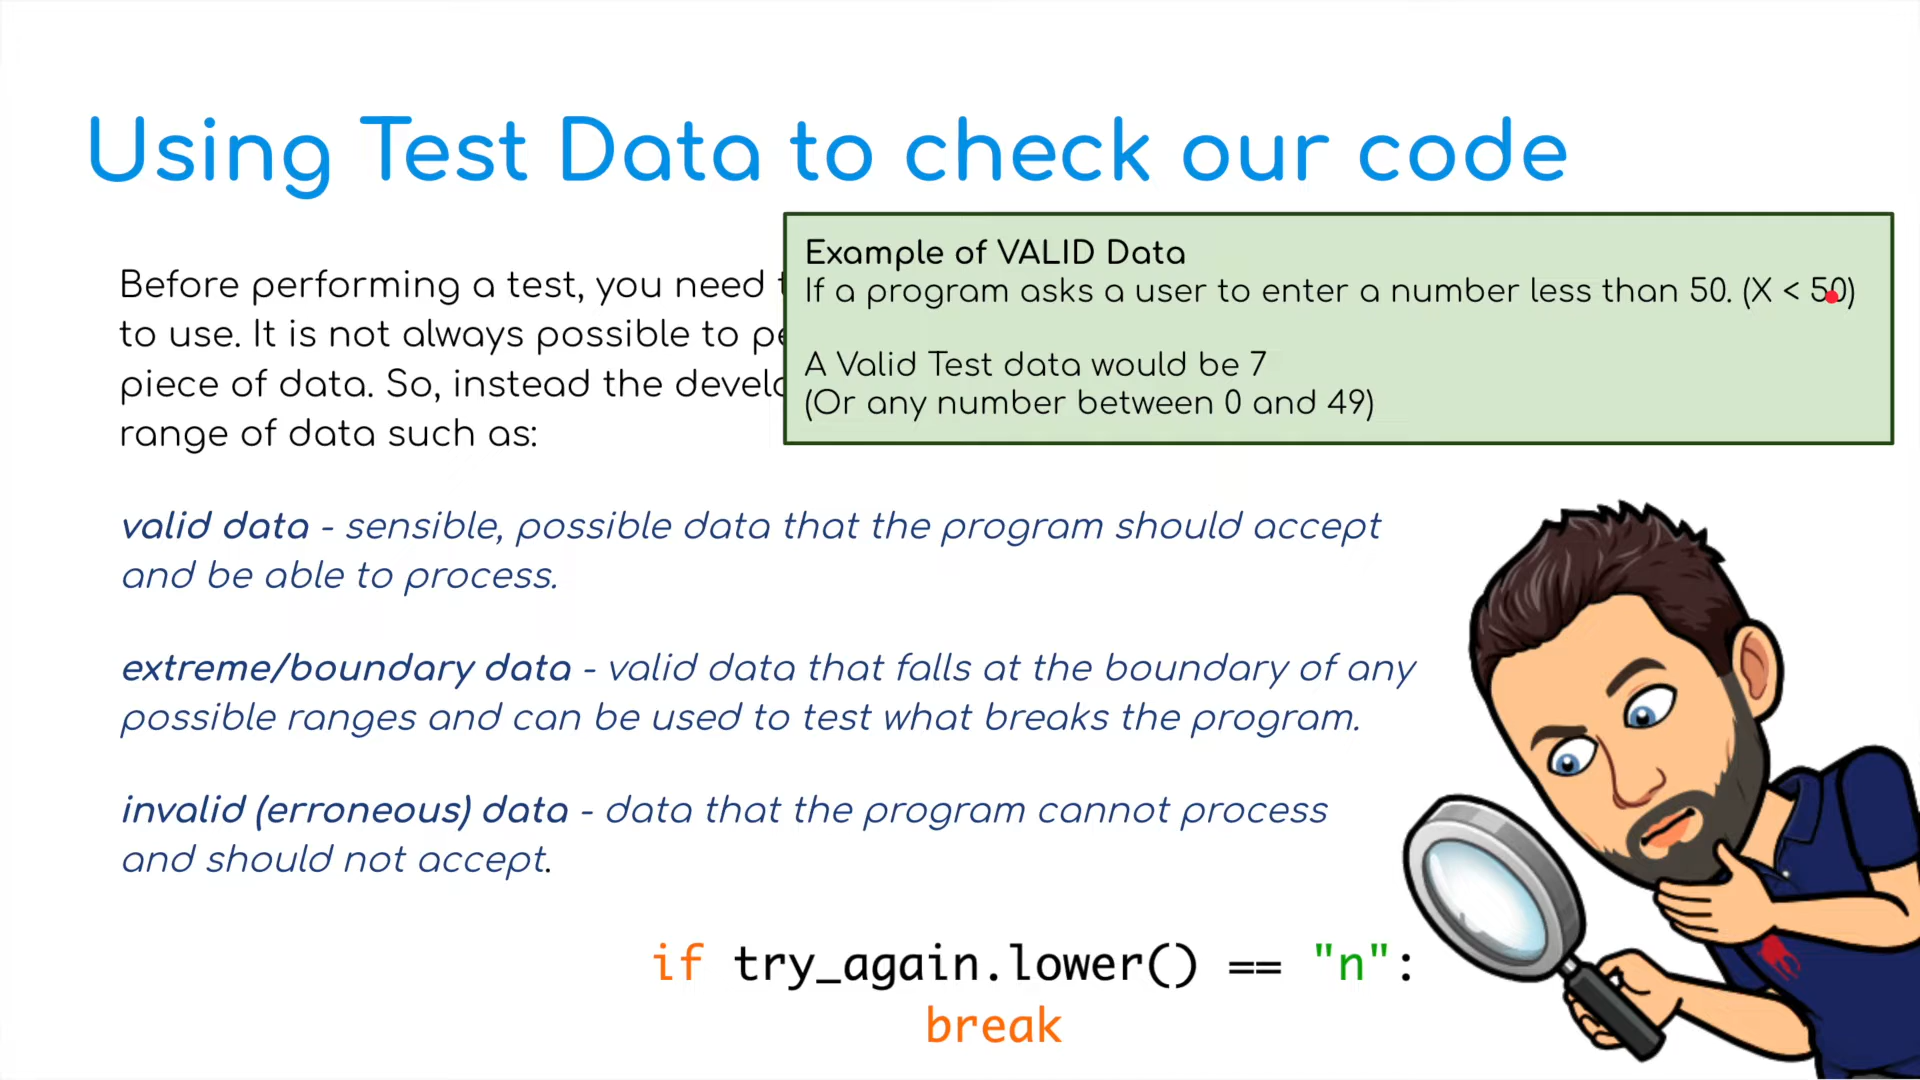 Using Test Data to check our code
Before performing a test, you need
to use. It is not always possible to
piece of data. So, instead the
range of data such as:
Example of VALID Data
If a program asks a user to enter a number less than 50. (X < 50)
A Valid Test data would be 7
(Or any number between 0 and 49)
valid data - sensible, possible data that the program should accept
and be able to process.
extreme/boundary data - valid data that falls at the boundary of any
possible ranges and can be used to test what breaks the program.
invalid (erroneous) data - data that the program cannot process
and should not accept.
if try_again.lower() == "n":
break